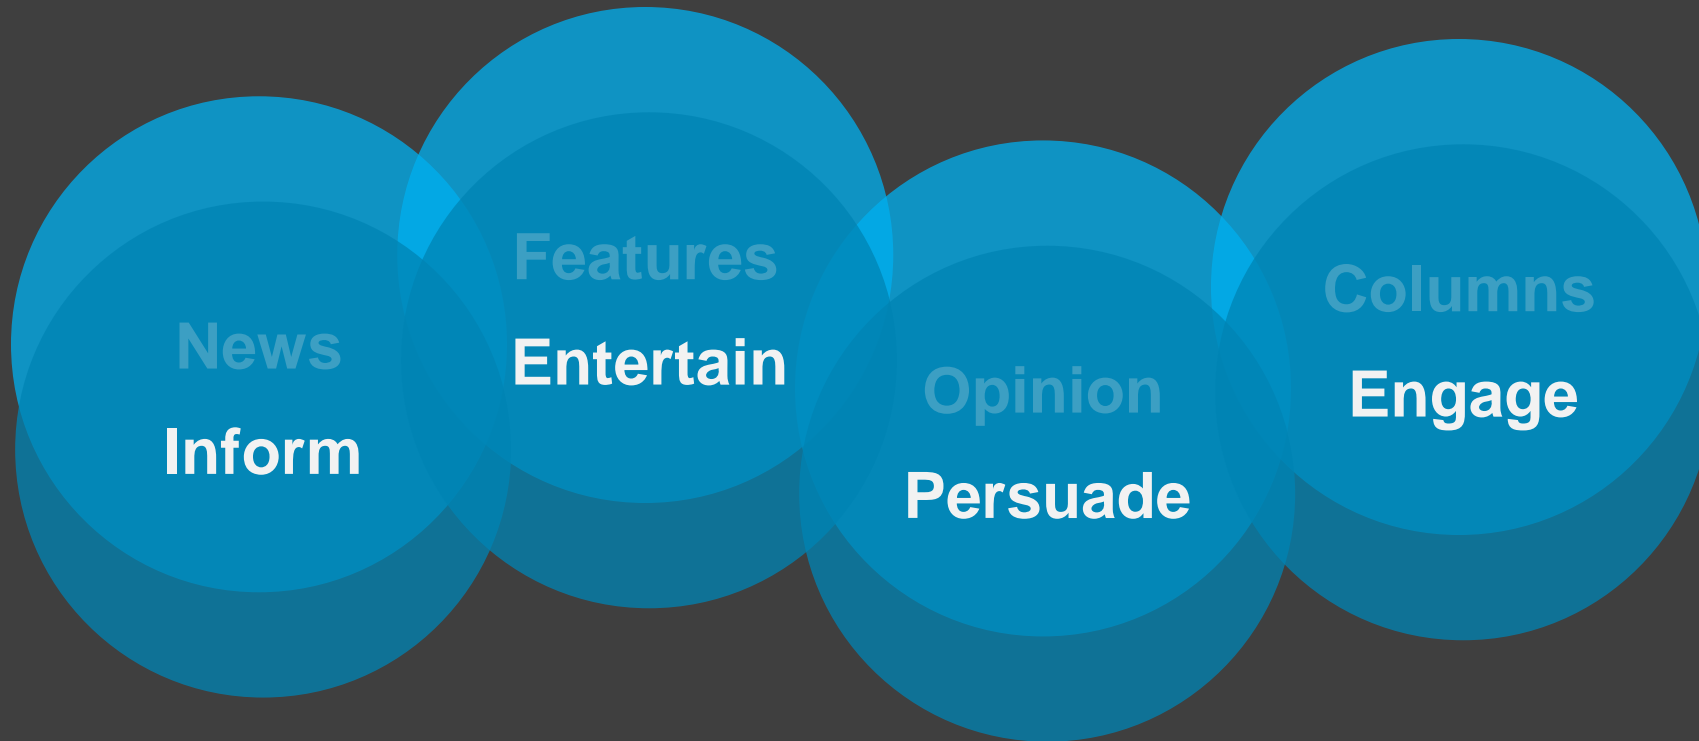 News
Inform
Features
Entertain
Opinion
Persuade
Columns
Engage